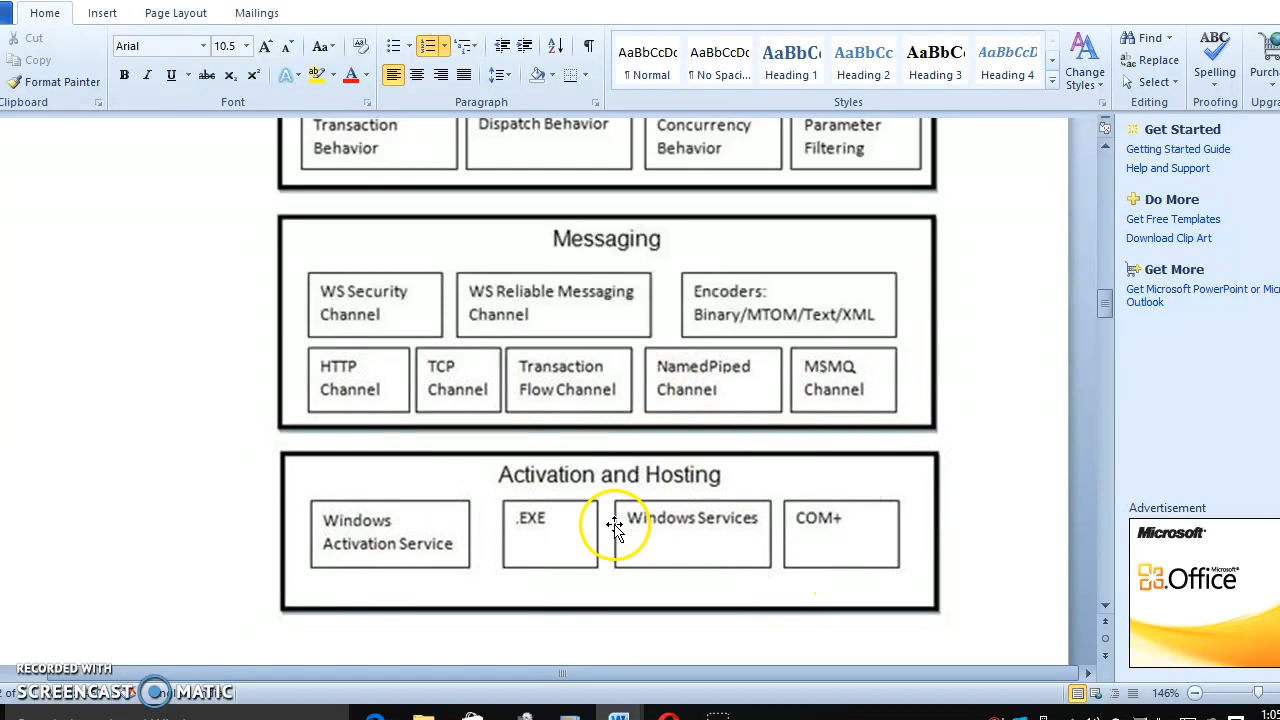 Home Insert Page Layout Mailings
Cut
Copy
Format Painter
Clipboard
Arial 10.5
Font
Paragraph
AaBbCcDc AaBbCcDc AaBbCc AaBbCc AaBbC AaBbCcD
¶ Normal ¶ No Spaci... Heading 1 Heading 2 Heading 3 Heading 4
Styles
Change
Styles
Find
Replace
Select
Editing
ABC
Spelling
Proofing
Transaction
Behavior
Dispatch Behavior
Concurrency
Behavior
Parameter
Filtering
Messaging
WS Security
Channel
WS Reliable Messaging
Channel
Encoders:
Binary/MTOM/Text/XML
HTTP
Channel
TCP
Channel
Transaction
Flow Channel
NamedPiped
Channel
MSMQ
Channel
Activation and Hosting
Windows
Activation Service
.EXE
Windows Services
COM+
Get Started
Getting Started Guide
Help and Support
Do More
Get Free Templates
Download Clip Art
Get More
Get Microsoft PowerPoint or
Outlook
Advertisement
Microsoft
Microsoft
Office
RECORDED WITH
SCREENCAST MATIC
146%